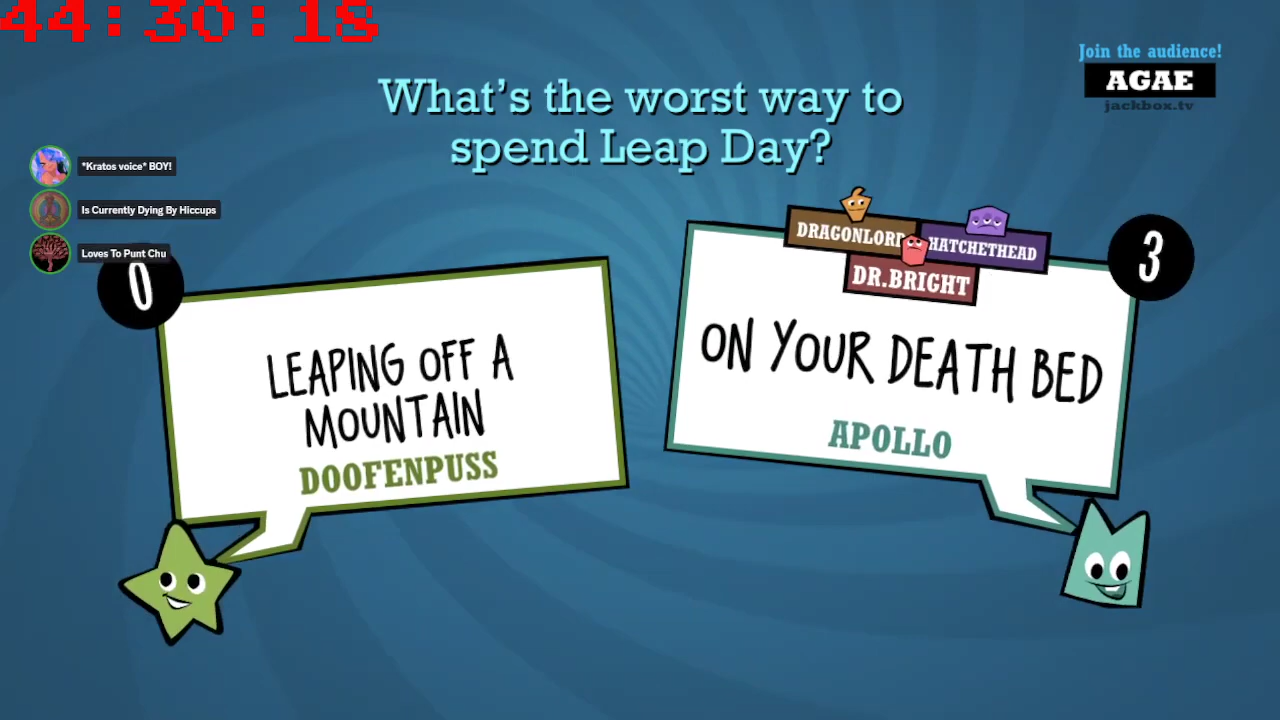 44:30:18
Join the audience!
AGAE
jackbox.tv
What's the worst way to
spend Leap Day?
*Kratos voice* BOY!
Is Currently Dying By Hiccups
Loves To Punt Chu
0
LEAPING OFF A
MOUNTAIN
DOOFENPUSS
DRAGONLORD
HATCHETHEAD
DR.BRIGHT
3
ON YOUR DEATH BED
APOLLO